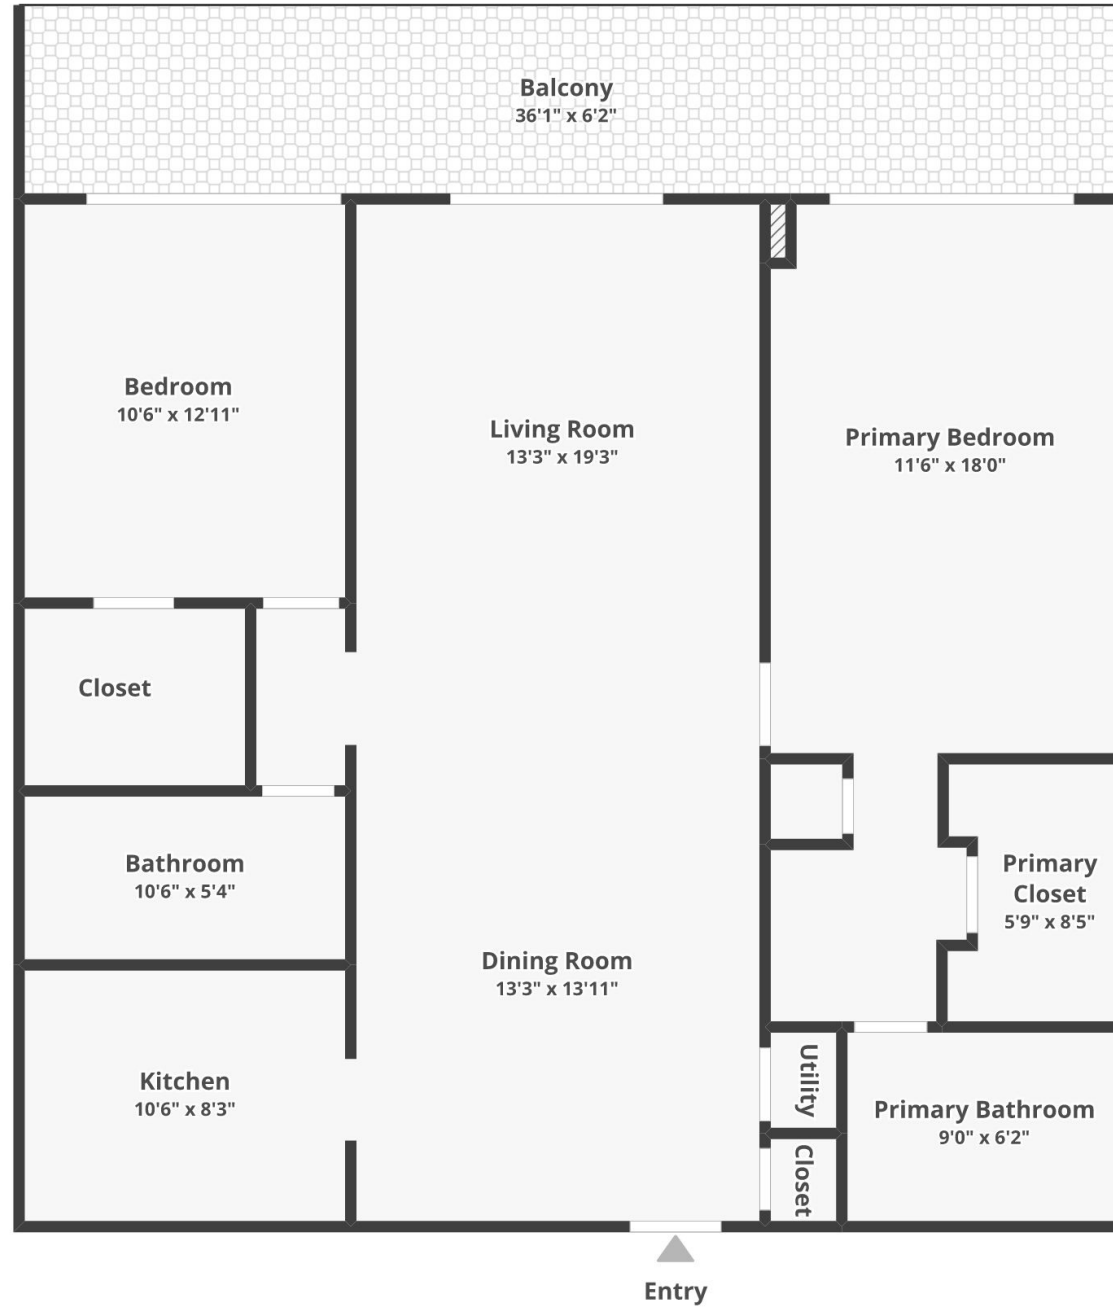 Balcony
36'1" x 6'2"
Bedroom
10'6" x 12'11"
Living Room
13'3" x 19'3"
Primary Bedroom
11'6" x 18'0"
Closet
Bathroom
10'6" x 5'4"
Primary
Closet
5'9" x 8'5"
Dining Room
13'3" x 13'11"
Kitchen
10'6" x 8'3"
Utility
Primary Bathroom
9'0" x 6'2"
Closet
Entry